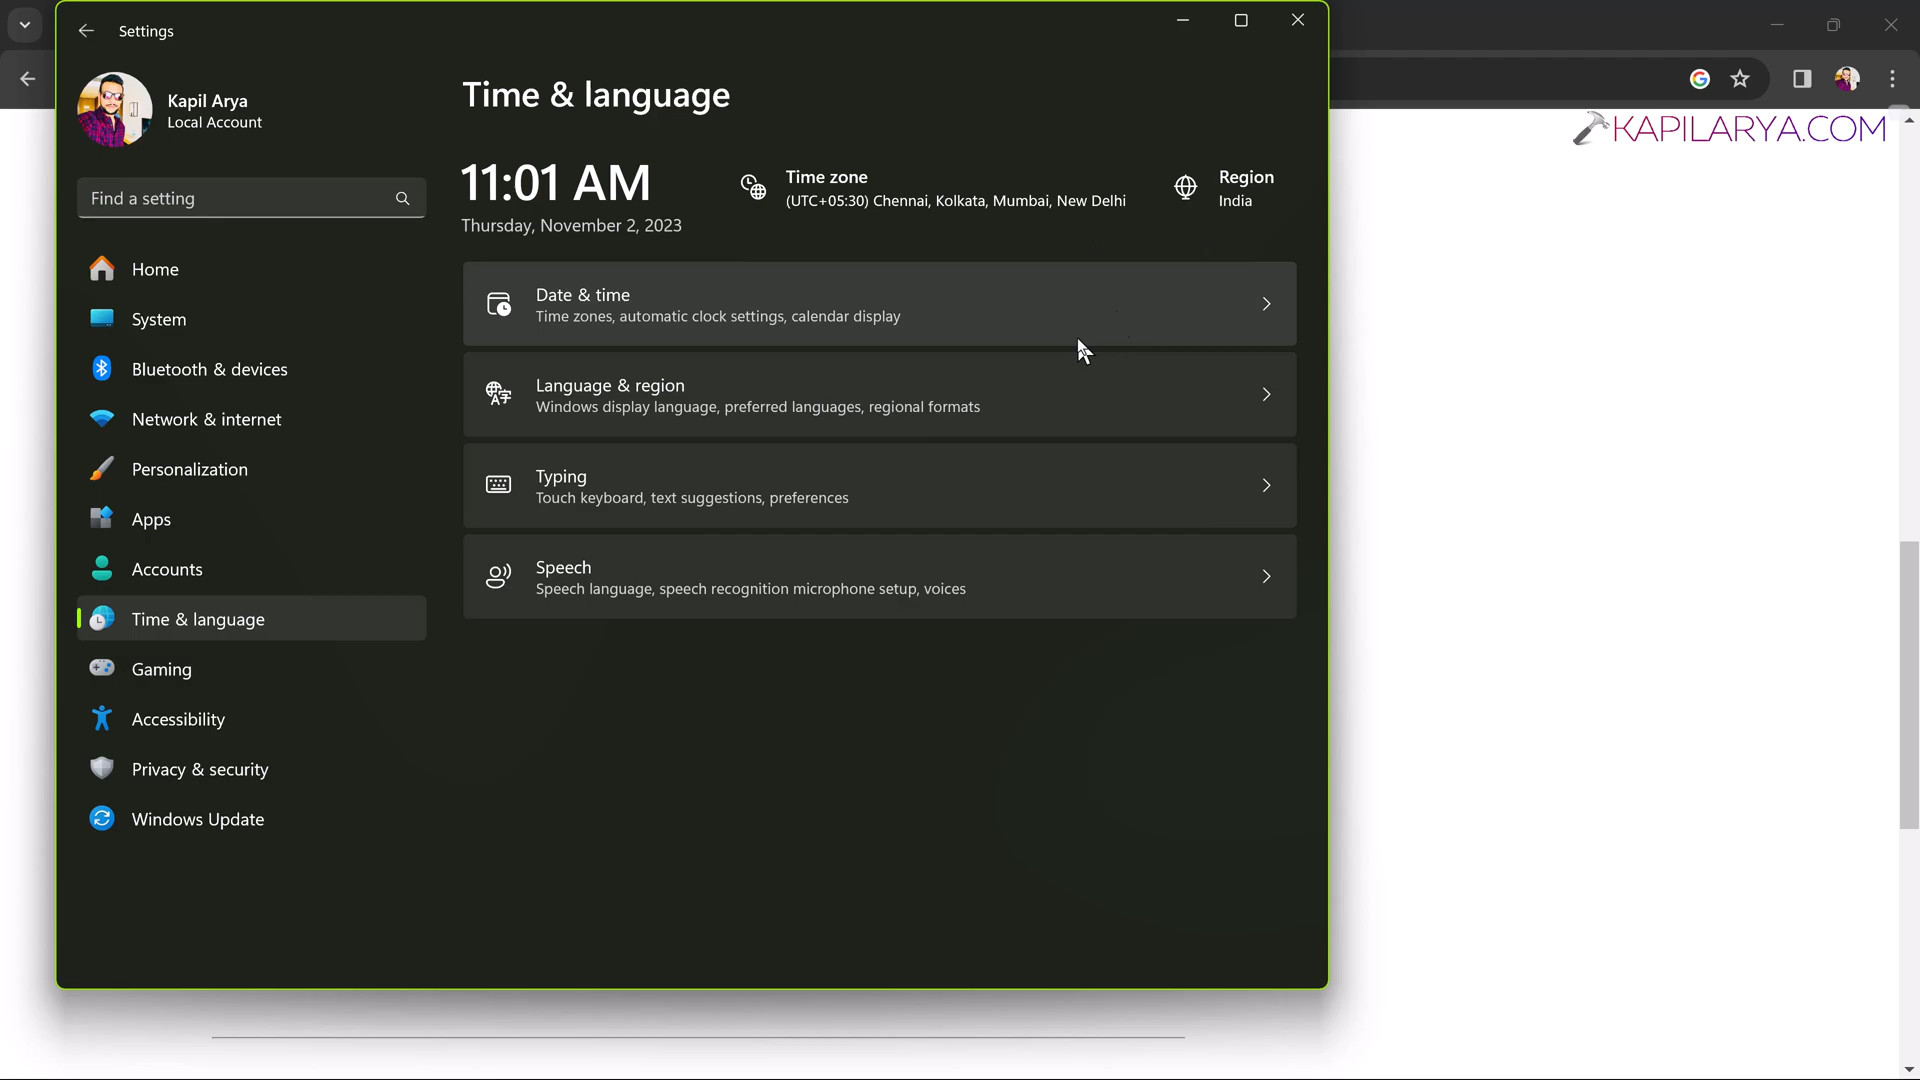 Settings
KAPILARYA.COM
Kapil Arya
Local Account
Find a setting
Home
System
Bluetooth & devices
Network & internet
Personalization
Apps
Accounts
Time & language
Gaming
Accessibility
Privacy & security
Windows Update
Time & language
11:01 AM
Thursday, November 2, 2023
Time zone
(UTC+05:30) Chennai, Kolkata, Mumbai, New Delhi
Region
India
Date & time
Time zones, automatic clock settings, calendar display
Language & region
Windows display language, preferred languages, regional formats
Typing
Touch keyboard, text suggestions, preferences
Speech
Speech language, speech recognition microphone setup, voices